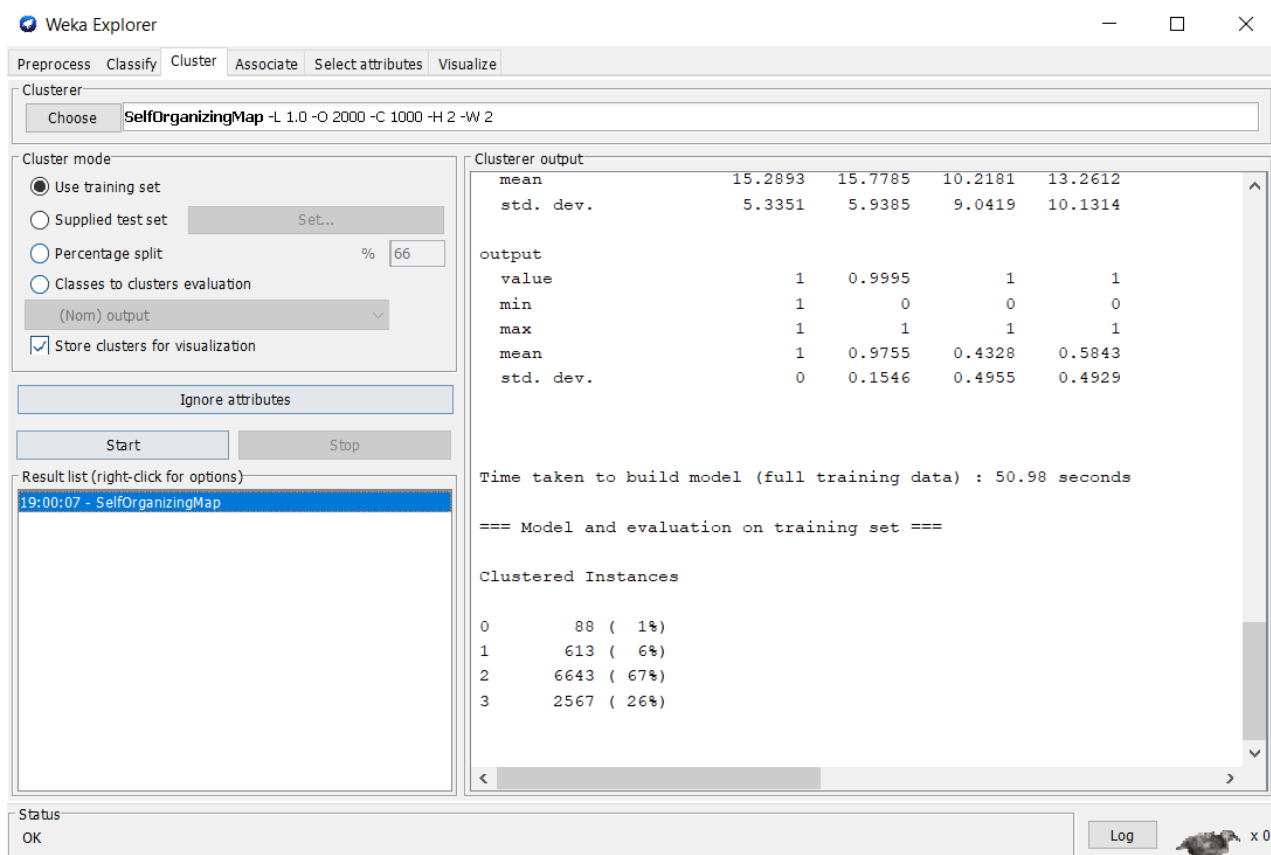 Weka Explorer
Preprocess Classify Cluster Associate Select attributes Visualize
Clusterer
Choose SelfOrganizingMap -L 1.0 -O 2000 -C 1000 -H 2 -W 2
Cluster mode
Use training set
Supplied test set Set...
Percentage split % 66
Classes to clusters evaluation
(Nom) output
Store clusters for visualization
Ignore attributes
Start Stop
Result list (right-click for options)
19:00:07 - SelfOrganizingMap
Clusterer output
mean 15.2893 15.7785 10.2181 13.2612
std. dev. 5.3351 5.9385 9.0419 10.1314
output
value 1 0.9995 1 1
min 1 0 0 0
max 1 1 1 1
mean 1 0.9755 0.4328 0.5843
std. dev. 0 0.1546 0.4955 0.4929
Time taken to build model (full training data) : 50.98 seconds
=== Model and evaluation on training set ===
Clustered Instances
0 88 ( 1%)
1 613 ( 6%)
2 6643 ( 67%)
3 2567 ( 26%)
Status
OK
Log x 0